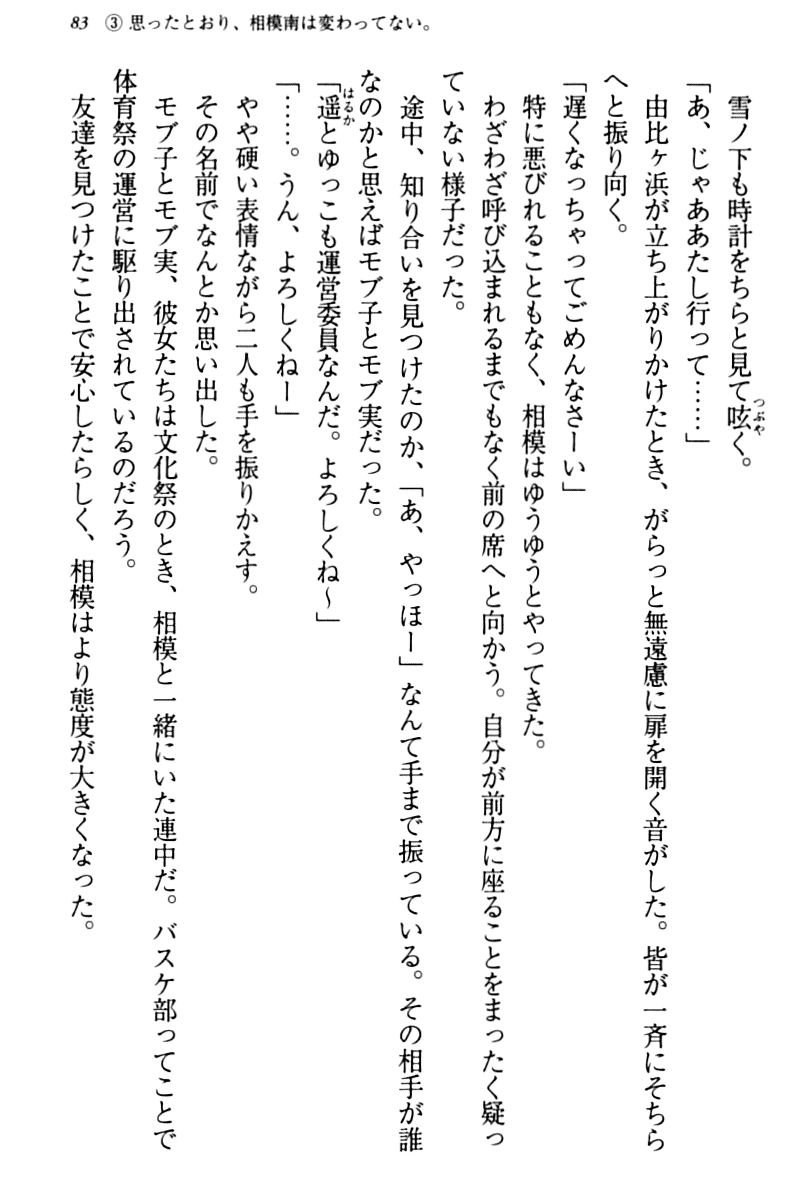 83　③ 思ったとおり、相模南は変わってない。
　雪ノ下も時計をちらと見て呟く。
つぶや
「あ、じゃああたし行って……」
　由比ヶ浜が立ち上がりかけたとき、がらっと無遠慮に扉を開く音がした。皆が一斉にそちら
へと振り向く。
「遅くなっちゃってごめんなさーい」
　特に悪びれることもなく、相模はゆうゆうとやってきた。
　わざわざ呼び込まれるまでもなく前の席へと向かう。自分が前方に座ることをまったく疑っ
ていない様子だった。
　途中、知り合いを見つけたのか、「あ、やっほー」なんて手まで振っている。その相手が誰
なのかと思えばモブ子とモブ実だった。
「遥とゆっこも運営委員なんだ。よろしくね～」
はるか
「……。うん、よろしくねー」
　やや硬い表情ながら二人も手を振りかえす。
　その名前でなんとか思い出した。
　モブ子とモブ実、彼女たちは文化祭のとき、相模と一緒にいた連中だ。バスケ部ってことで
体育祭の運営に駆り出されているのだろう。
　友達を見つけたことで安心したらしく、相模はより態度が大きくなった。